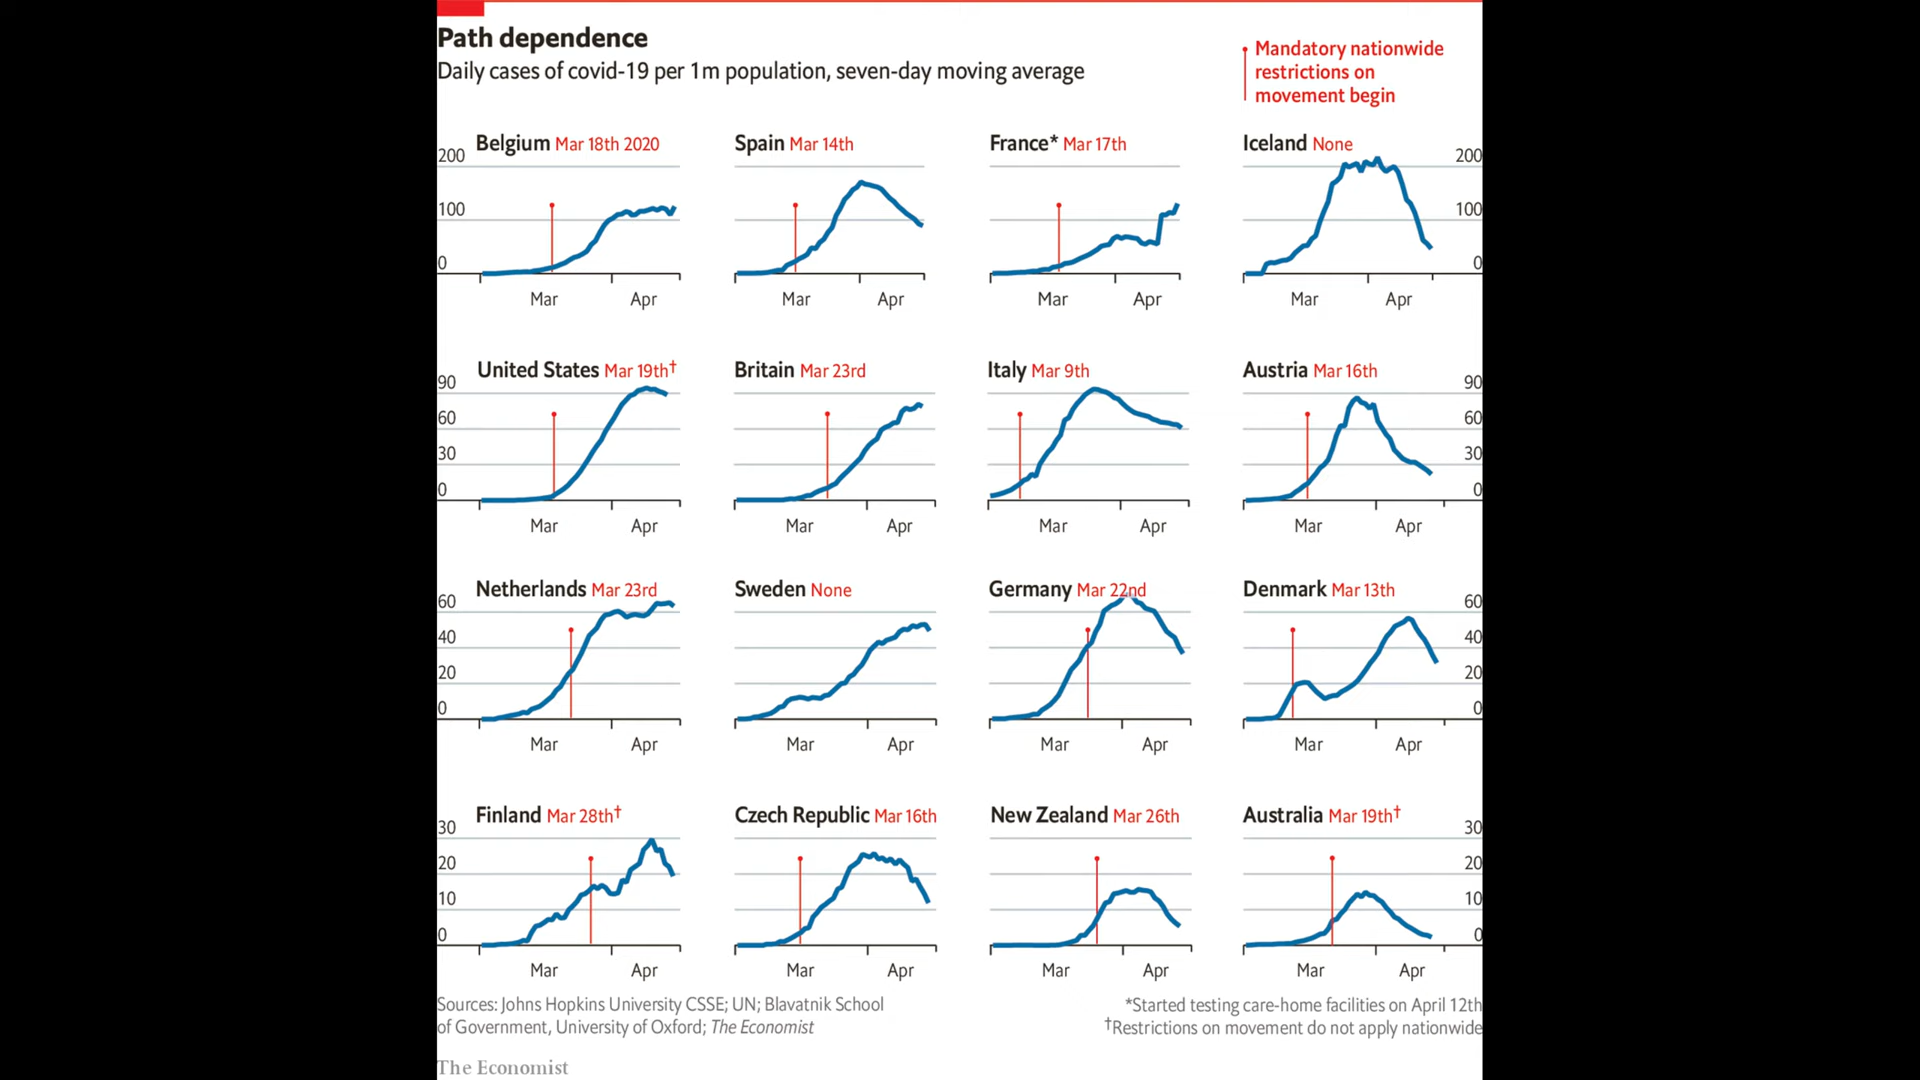 Path dependence
Daily cases of covid-19 per 1m population, seven-day moving average
Mandatory nationwide
restrictions on
movement begin
Belgium Mar 18th 2020
Spain Mar 14th
France* Mar 17th
Iceland None
200
200
100
100
0
0
Mar Apr
Mar Apr
Mar Apr
Mar Apr
United States Mar 19th†
Britain Mar 23rd
Italy Mar 9th
Austria Mar 16th
90
90
60
60
30
30
0
0
Mar Apr
Mar Apr
Mar Apr
Mar Apr
Netherlands Mar 23rd
Sweden None
Germany Mar 22nd
Denmark Mar 13th
60
60
40
40
20
20
0
0
Mar Apr
Mar Apr
Mar Apr
Mar Apr
Finland Mar 28th†
Czech Republic Mar 16th
New Zealand Mar 26th
Australia Mar 19th†
30
30
20
20
10
10
0
0
Mar Apr
Mar Apr
Mar Apr
Mar Apr
Sources: Johns Hopkins University CSSE; UN; Blavatnik School
of Government, University of Oxford; The Economist
*Started testing care-home facilities on April 12th
†Restrictions on movement do not apply nationwide
The Economist